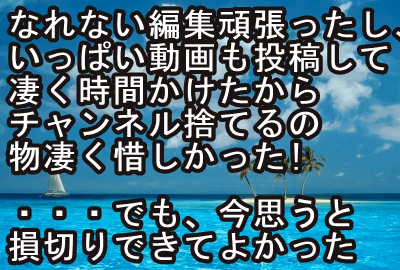 なれない編集頑張ったし、
いっぱい動画も投稿して
凄く時間かけたから
チャンネル捨てるの
物凄く惜しかった!
・・・でも、今思うと
損切りできてよかった